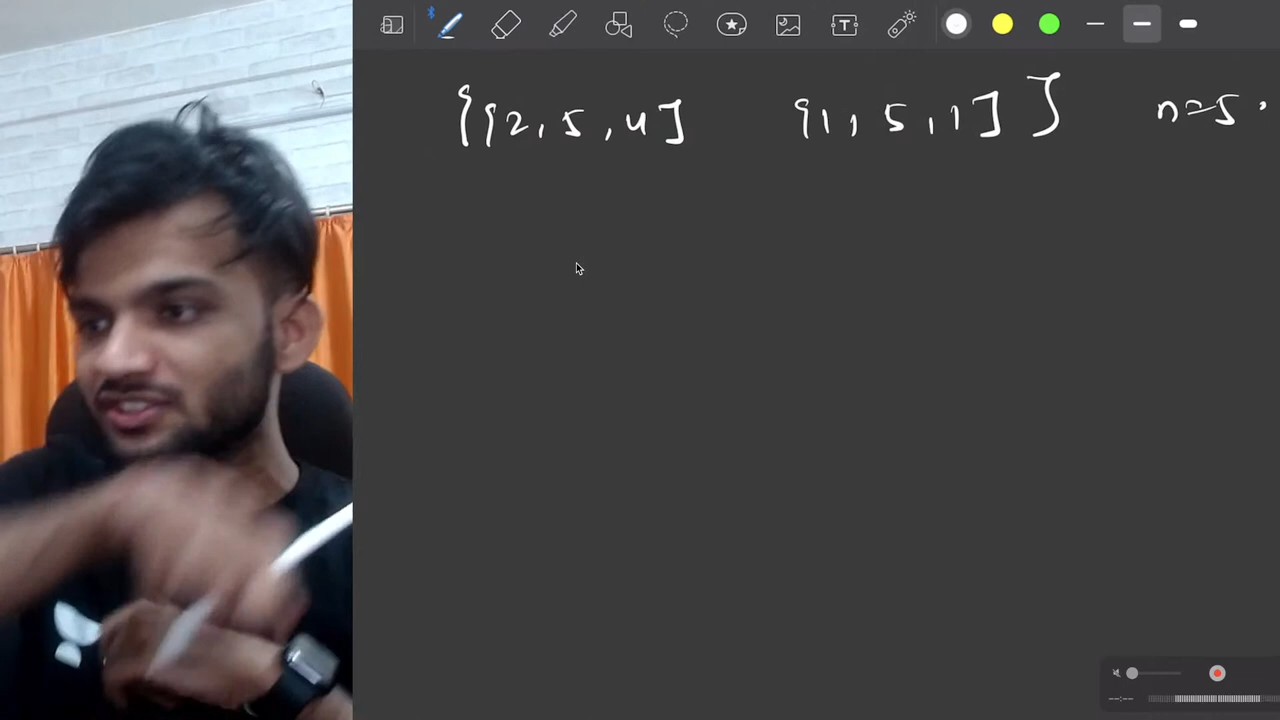 {{2, 5, 4] {1, 5, 1] } n=5.